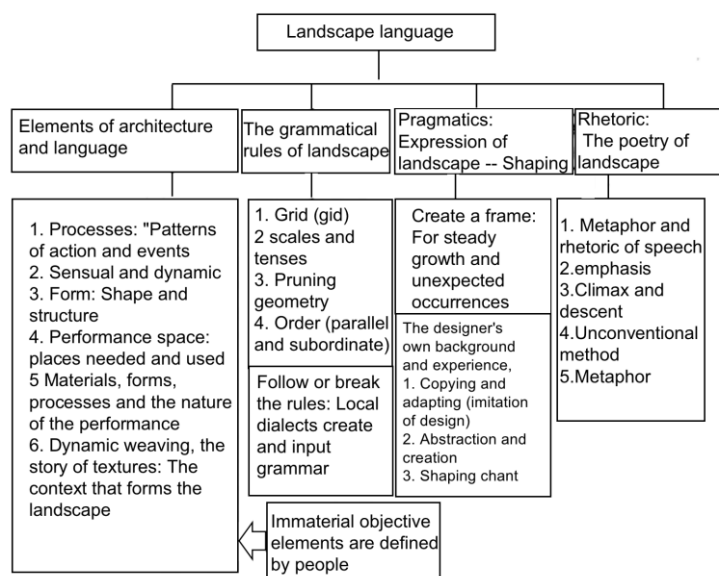 Landscape language
Elements of architecture
and language
The grammatical
rules of landscape
Pragmatics:
Expression of
landscape -- Shaping
Rhetoric:
The poetry of
landscape
1. Processes: "Patterns
of action and events
2. Sensual and dynamic
3. Form: Shape and
structure
4. Performance space:
places needed and used
5 Materials, forms,
processes and the nature
of the performance
6. Dynamic weaving, the
story of textures: The
context that forms the
landscape
1. Grid (gid)
2 scales and
tenses
3. Pruning
geometry
4. Order (parallel
and subordinate)
Follow or break
the rules: Local
dialects create
and input
grammar
Create a frame:
For steady
growth and
unexpected
occurrences
The designer's
own background
and experience,
1. Copying and
adapting (imitation
of design)
2. Abstraction and
creation
3. Shaping chant
1. Metaphor and
rhetoric of speech
2.emphasis
3.Climax and
descent
4.Unconventional
method
5.Metaphor
Immaterial objective
elements are defined
by people